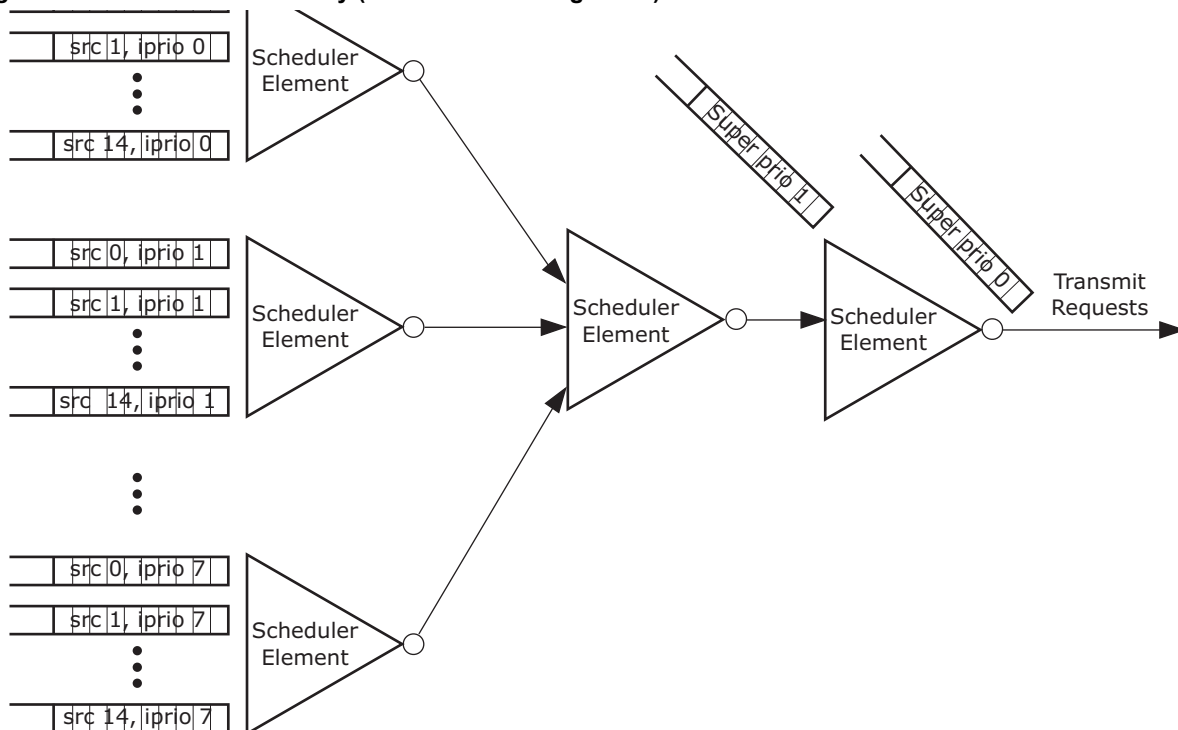 src 1, iprio 0
src 14, iprio 0
Scheduler
Element
src 0, iprio 1
src 1, iprio 1
src 14, iprio 1
Scheduler
Element
src 0, iprio 7
src 1, iprio 7
src 14, iprio 7
Scheduler
Element
Scheduler
Element
Super prio 1
Scheduler
Element
Super prio 0
Transmit
Requests